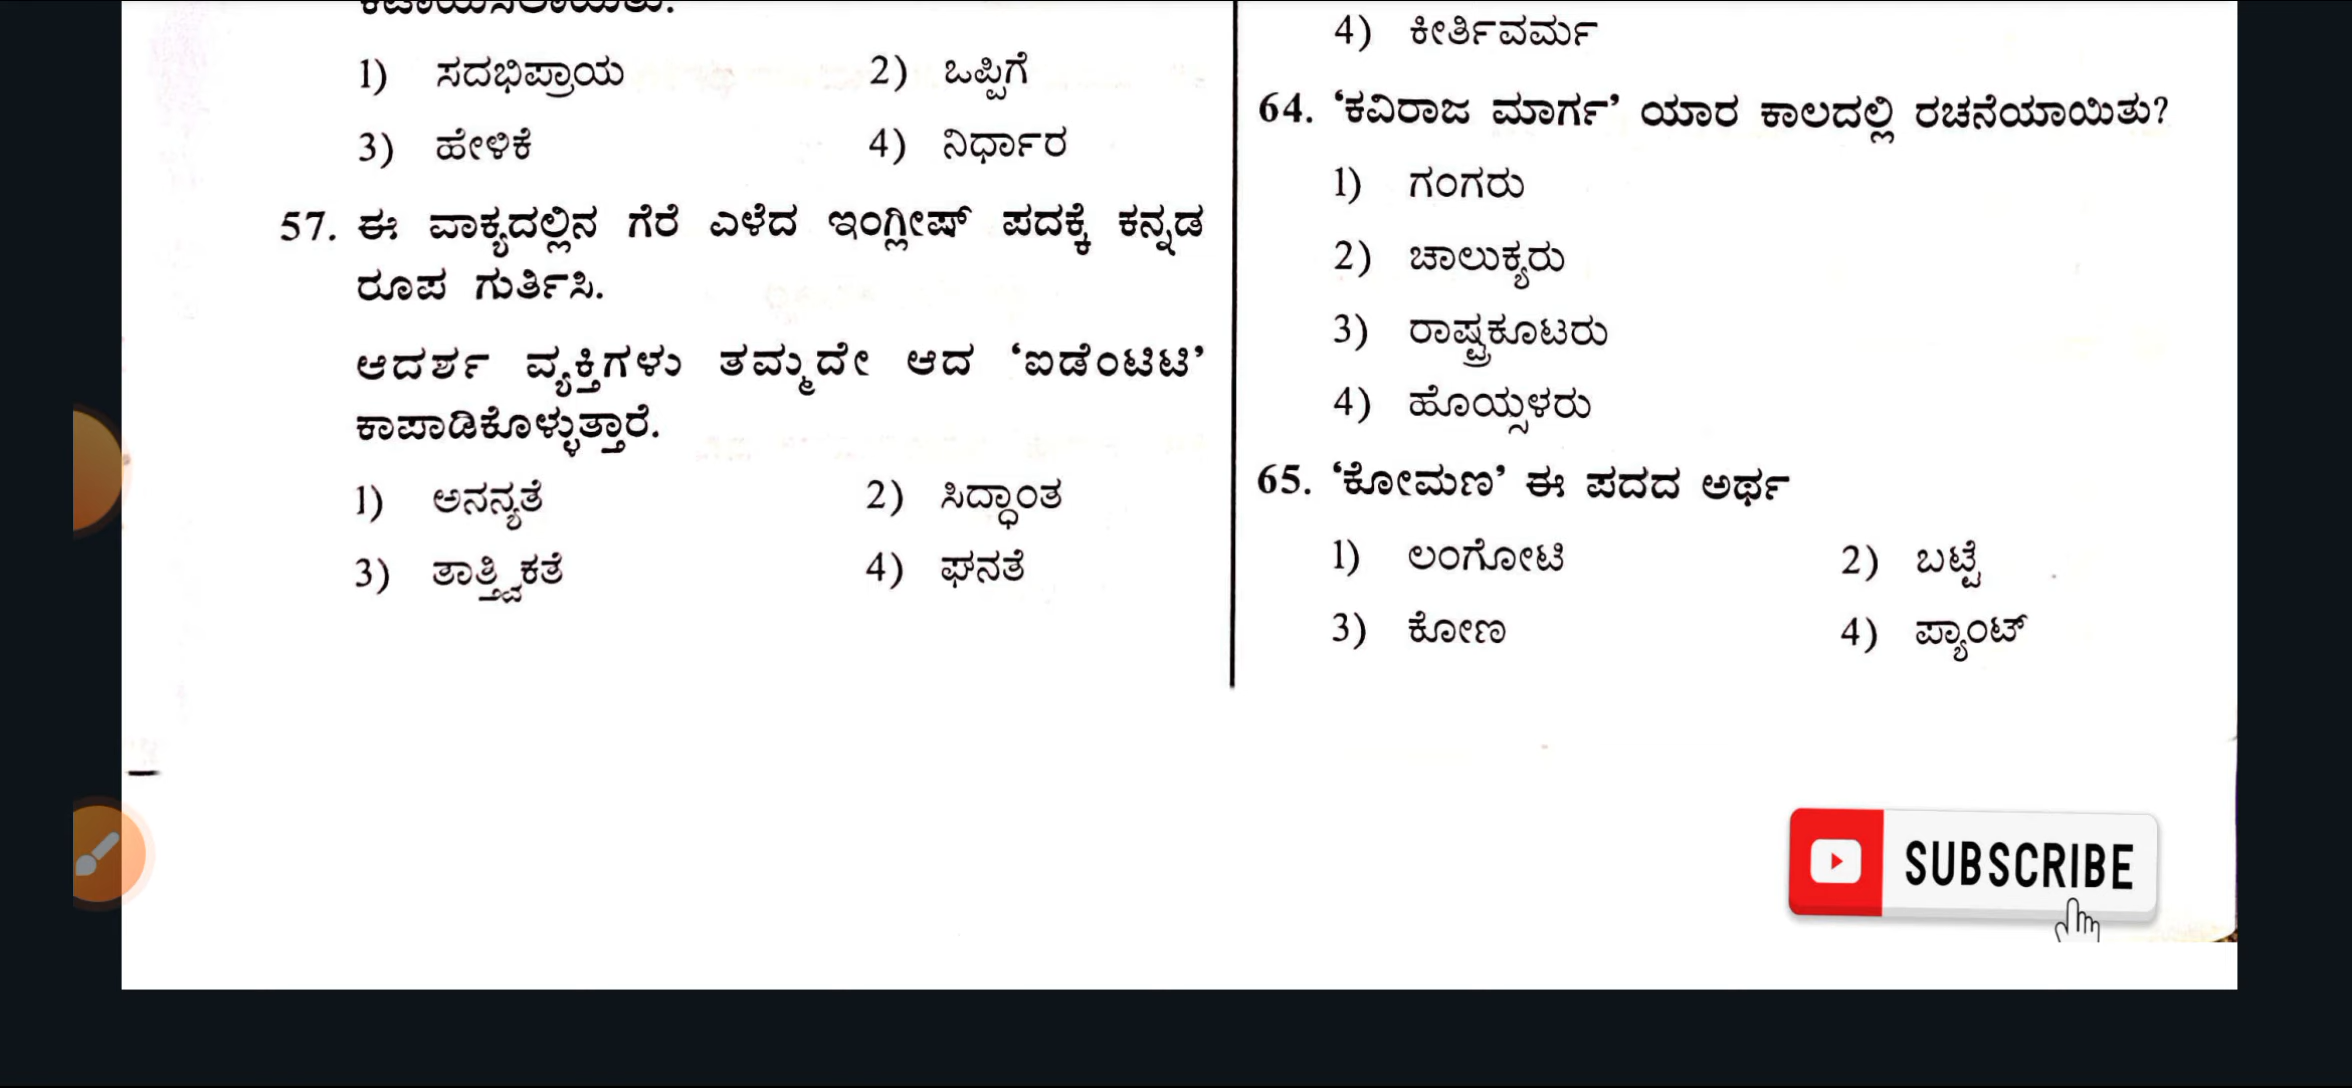 1) ಸದಭಿಪ್ರಾಯ 2) ಒಪ್ಪಿಗೆ
3) ಹೇಳಿಕೆ 4) ನಿರ್ಧಾರ
57. ಈ ವಾಕ್ಯದಲ್ಲಿನ ಗೆರೆ ಎಳೆದ ಇಂಗ್ಲೀಷ್ ಪದಕ್ಕೆ ಕನ್ನಡ
ರೂಪ ಗುರ್ತಿಸಿ.
ಆದರ್ಶ ವ್ಯಕ್ತಿಗಳು ತಮ್ಮದೇ ಆದ ‘ಐಡೆಂಟಿಟಿ’
ಕಾಪಾಡಿಕೊಳ್ಳುತ್ತಾರೆ.
1) ಅನನ್ಯತೆ 2) ಸಿದ್ಧಾಂತ
3) ತಾತ್ತ್ವಿಕತೆ 4) ಘನತೆ
4) ಕೀರ್ತಿವರ್ಮ
64. ‘ಕವಿರಾಜ ಮಾರ್ಗ’ ಯಾರ ಕಾಲದಲ್ಲಿ ರಚನೆಯಾಯಿತು?
1) ಗಂಗರು
2) ಚಾಲುಕ್ಯರು
3) ರಾಷ್ಟ್ರಕೂಟರು
4) ಹೊಯ್ಸಳರು
65. ‘ಕೋಮಣ’ ಈ ಪದದ ಅರ್ಥ
1) ಲಂಗೋಟಿ 2) ಬಟ್ಟೆ
3) ಕೋಣ 4) ಪ್ಯಾಂಟ್
SUBSCRIBE